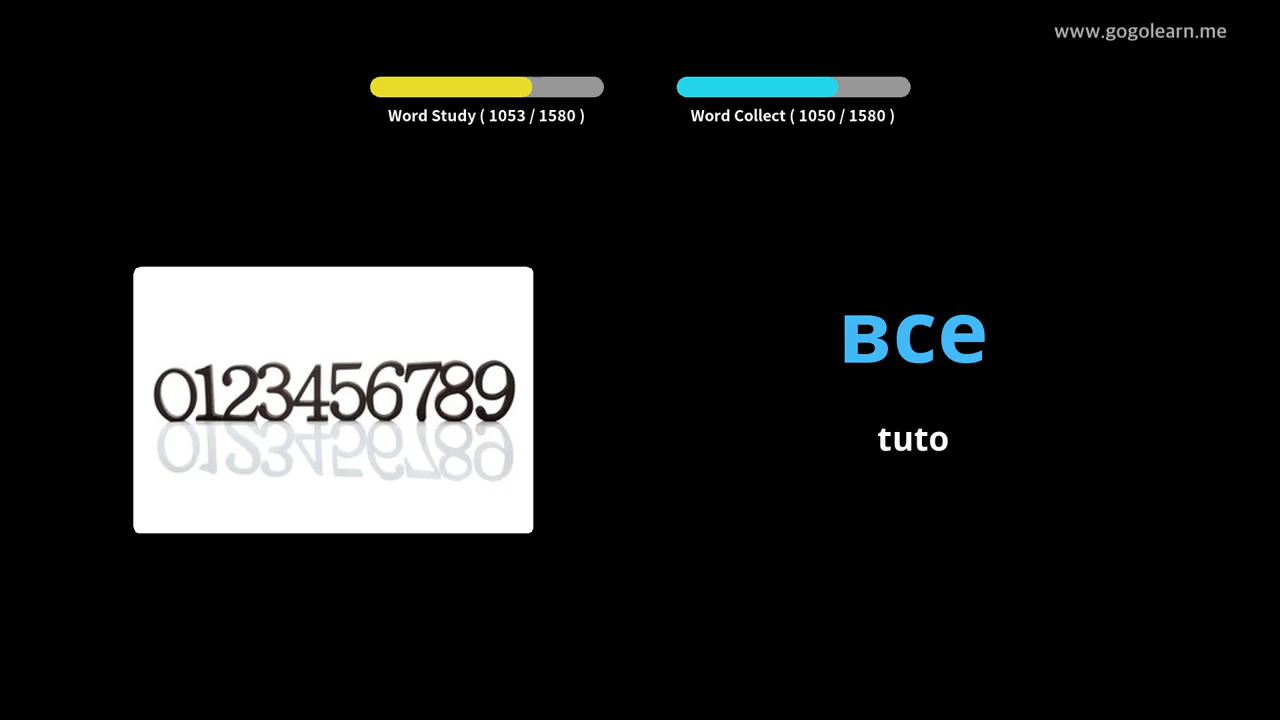 www.gogolearn.me
Word Study ( 1053 / 1580 )
Word Collect ( 1050 / 1580 )
0123456789
все
tuto